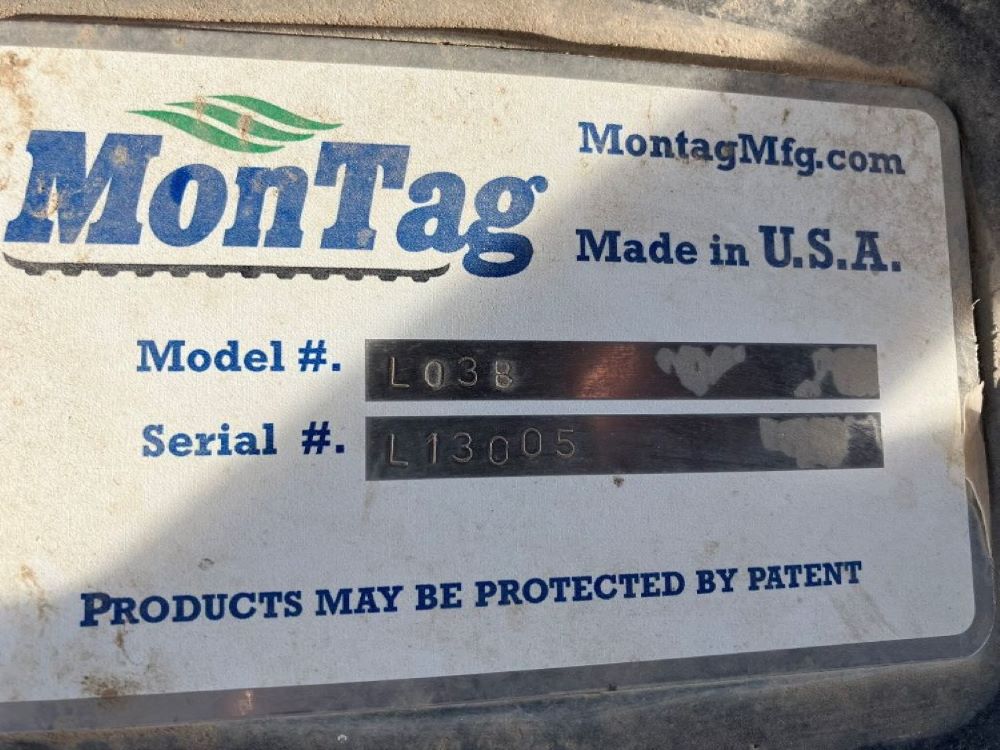 MonTag
MontagMfg.com
Made in U.S.A.
Model #. L038
Serial #. L13005
PRODUCTS MAY BE PROTECTED BY PATENT